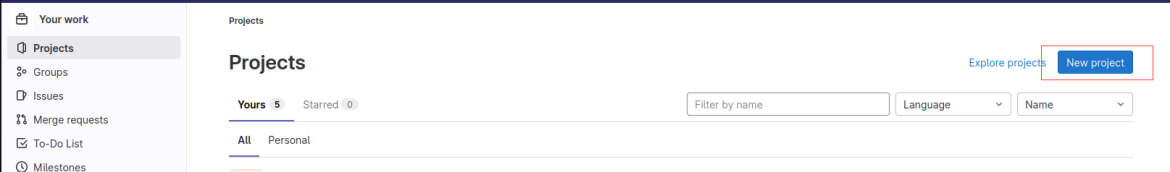 Your work
Projects
Groups
Issues
Merge requests
To-Do List
Milestones
Projects
Projects
Explore projects
New project
Yours 5
Starred 0
Filter by name
Language
Name
All
Personal